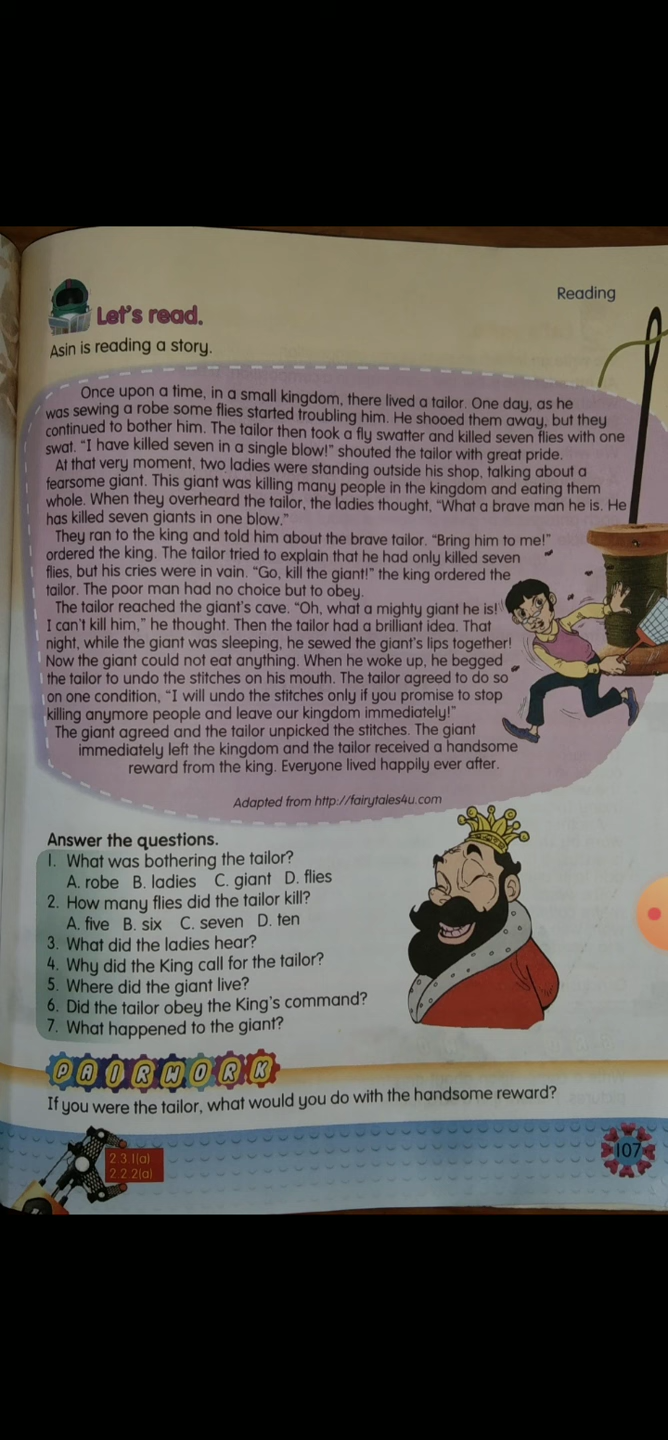 Reading
Let's read.
Asin is reading a story.
Once upon a time, in a small kingdom, there lived a tailor. One day, as he
was sewing a robe some flies started troubling him. He shooed them away, but they
continued to bother him. The tailor then took a fly swatter and killed seven flies with one
swat. “I have killed seven in a single blow!” shouted the tailor with great pride.
At that very moment, two ladies were standing outside his shop, talking about a
fearsome giant. This giant was killing many people in the kingdom and eating them
whole. When they overheard the tailor, the ladies thought, “What a brave man he is. He
has killed seven giants in one blow.”
They ran to the king and told him about the brave tailor. “Bring him to me!”
ordered the king. The tailor tried to explain that he had only killed seven
flies, but his cries were in vain. “Go, kill the giant!” the king ordered the
tailor. The poor man had no choice but to obey.
The tailor reached the giant's cave. “Oh, what a mighty giant he is!
I can't kill him,” he thought. Then the tailor had a brilliant idea. That
night, while the giant was sleeping, he sewed the giant's lips together!
Now the giant could not eat anything. When he woke up, he begged
the tailor to undo the stitches on his mouth. The tailor agreed to do so
on one condition, “I will undo the stitches only if you promise to stop
killing anymore people and leave our kingdom immediately!”
The giant agreed and the tailor unpicked the stitches. The giant
immediately left the kingdom and the tailor received a handsome
reward from the king. Everyone lived happily ever after.
Adapted from http://fairytales4u.com
Answer the questions.
1. What was bothering the tailor?
A. robe B. ladies C. giant D. flies
2. How many flies did the tailor kill?
A. five B. six C. seven D. ten
3. What did the ladies hear?
4. Why did the King call for the tailor?
5. Where did the giant live?
6. Did the tailor obey the King's command?
7. What happened to the giant?
PAIRWORK
If you were the tailor, what would you do with the handsome reward?
2.3.1(a)
2.2.2(a)
107